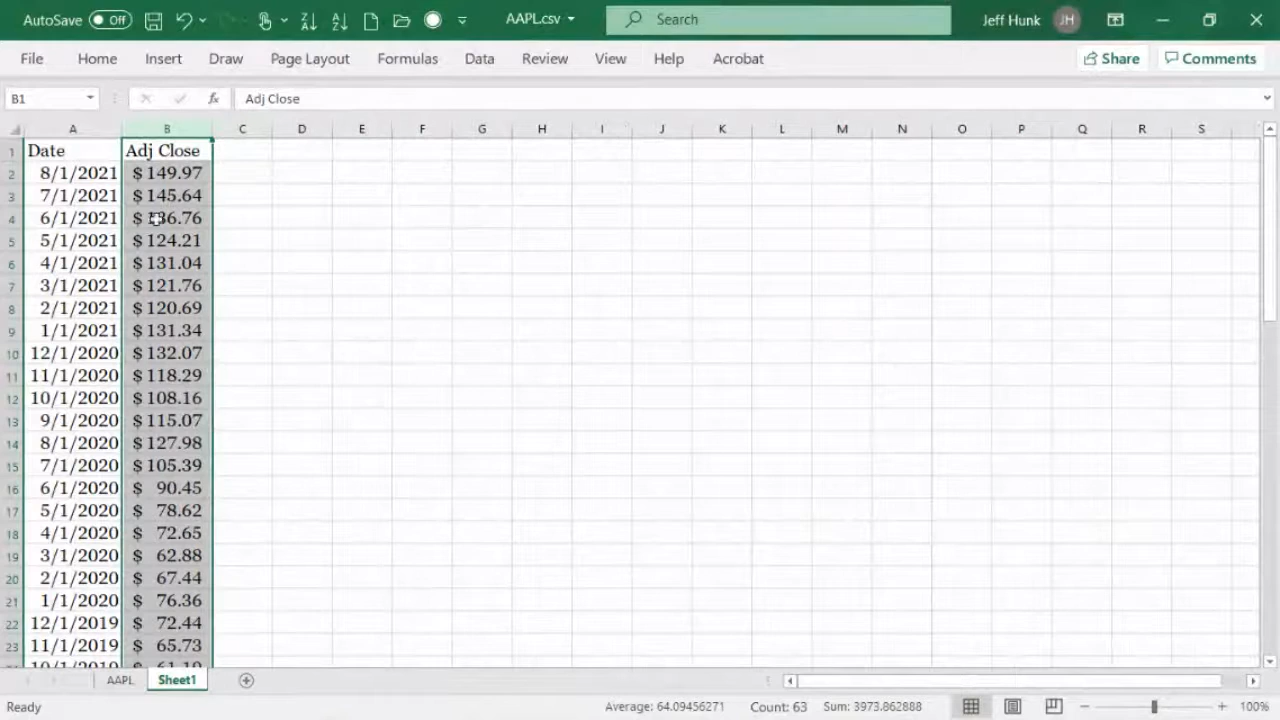 AutoSave Off AAPL.csv Search Jeff Hunk JH
File Home Insert Draw Page Layout Formulas Data Review View Help Acrobat Share Comments
B1 fx Adj Close
A B C D E F G H I J K L M N O P Q R S
1 Date Adj Close
2 8/1/2021 $ 149.97
3 7/1/2021 $ 145.64
4 6/1/2021 $ 136.76
5 5/1/2021 $ 124.21
6 4/1/2021 $ 131.04
7 3/1/2021 $ 121.76
8 2/1/2021 $ 120.69
9 1/1/2021 $ 131.34
10 12/1/2020 $ 132.07
11 11/1/2020 $ 118.29
12 10/1/2020 $ 108.16
13 9/1/2020 $ 115.07
14 8/1/2020 $ 127.98
15 7/1/2020 $ 105.39
16 6/1/2020 $ 90.45
17 5/1/2020 $ 78.62
18 4/1/2020 $ 72.65
19 3/1/2020 $ 62.88
20 2/1/2020 $ 67.44
21 1/1/2020 $ 76.36
22 12/1/2019 $ 72.44
23 11/1/2019 $ 65.73
AAPL Sheet1
Ready Average: 64.09456271 Count: 63 Sum: 3973.862888 100%